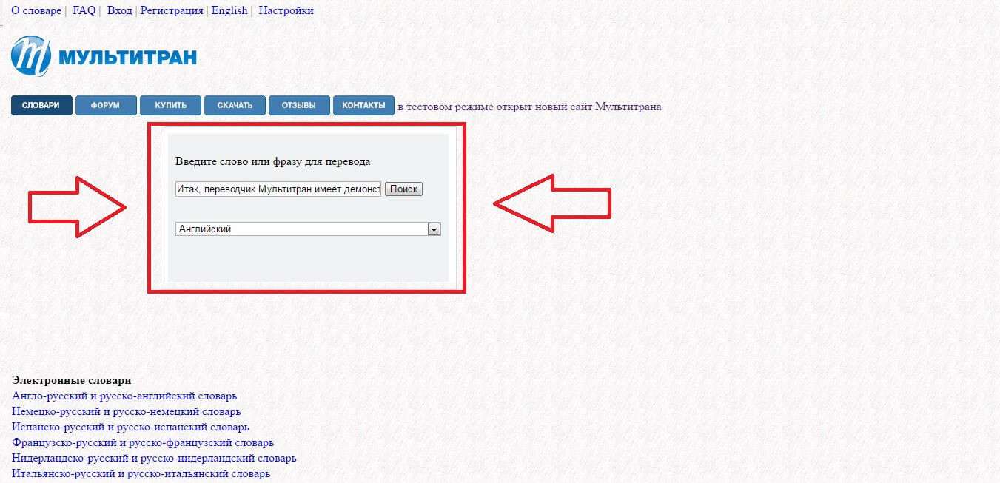 О словаре | FAQ | Вход | Регистрация | English | Настройки
МУЛЬТИТРАН
СЛОВАРИ ФОРУМ КУПИТЬ СКАЧАТЬ ОТЗЫВЫ КОНТАКТЫ в тестовом режиме открыт новый сайт Мультитрана
Введите слово или фразу для перевода
Итак, переводчик Мультитран имеет демонст Поиск
Английский
Электронные словари
Англо-русский и русско-английский словарь
Немецко-русский и русско-немецкий словарь
Испанско-русский и русско-испанский словарь
Французско-русский и русско-французский словарь
Нидерландско-русский и русско-нидерландский словарь
Итальянско-русский и русско-итальянский словарь